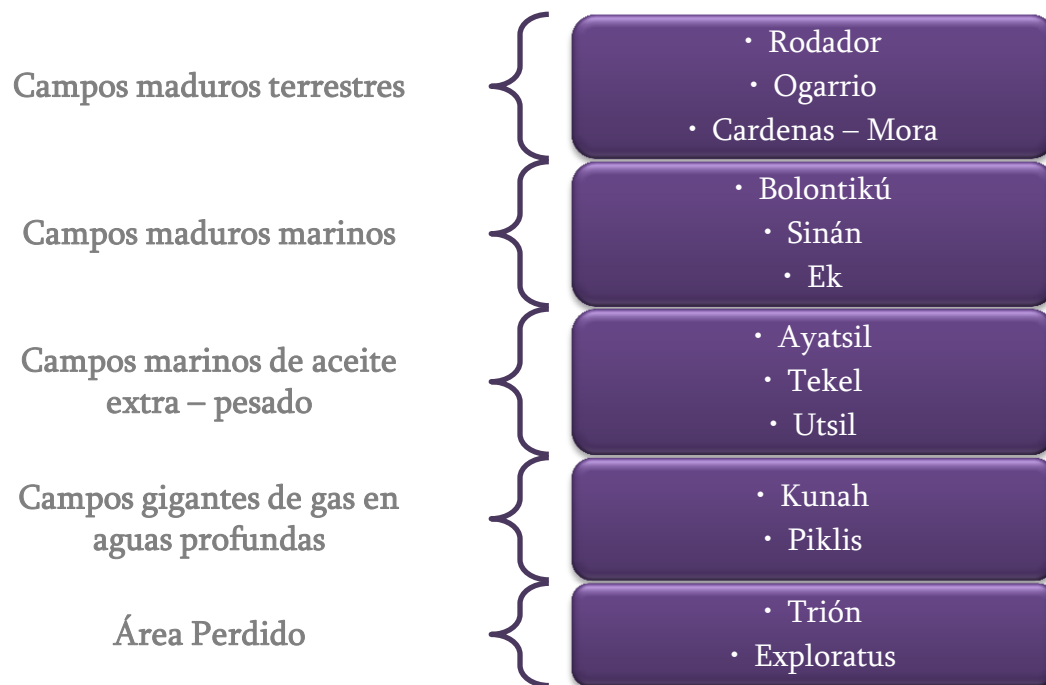 Campos maduros terrestres
· Rodador
· Ogarrio
· Cardenas – Mora
Campos maduros marinos
· Bolontikú
· Sinán
· Ek
Campos marinos de aceite
extra – pesado
· Ayatsil
· Tekel
· Utsil
Campos gigantes de gas en
aguas profundas
· Kunah
· Piklis
Área Perdido
· Trión
· Exploratus